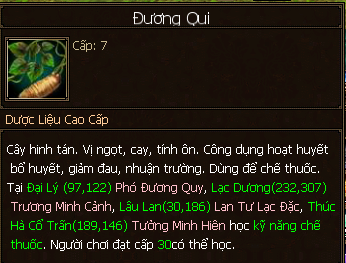 Đương Qui
Cấp: 7
Dược Liệu Cao Cấp
Cây hinh tán. Vị ngọt, cay, tính ôn. Công dụng hoạt huyết
bổ huyết, giảm đau, nhuận trường. Dùng để chế thuốc.
Tại Đại Lý (97,122) Phó Đương Quy, Lạc Dương(232,307)
Trương Minh Cảnh, Lâu Lan(30,186) Lan Tư Lạc Đặc, Thúc
Hà Cổ Trấn(189,146) Tưởng Minh Hiên học kỹ năng chế
thuốc. Người chơi đạt cấp 30có thể học.